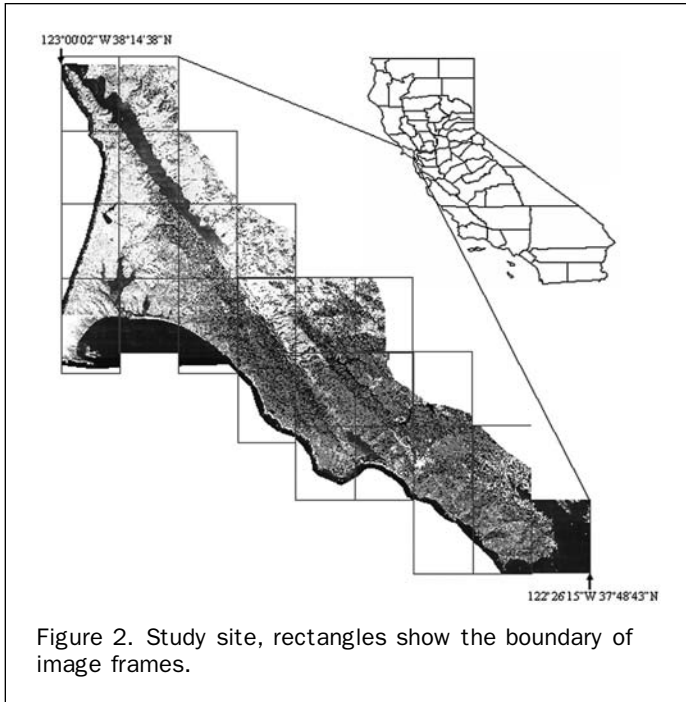 123°00'02"W 38°14'38"N
122°26'15"W 37°48'43"N
Figure 2. Study site, rectangles show the boundary of
image frames.